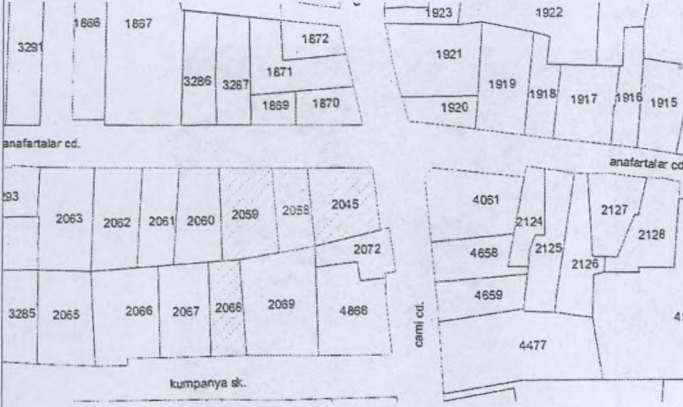 1866 1867 1872 1923 1922
3291 3286 3287 1871 1921 1919 1918 1917 1916 1915
1869 1870 1920
anafartalar cd.
anafartalar cd
293 2063 2062 2061 2060 2059 2058 2045 4061 2124 2127
2072 4658 2125 2126 2128
3285 2065 2066 2067 2068 2069 4868 4659
cami cd.
4477
kumpanya sk.